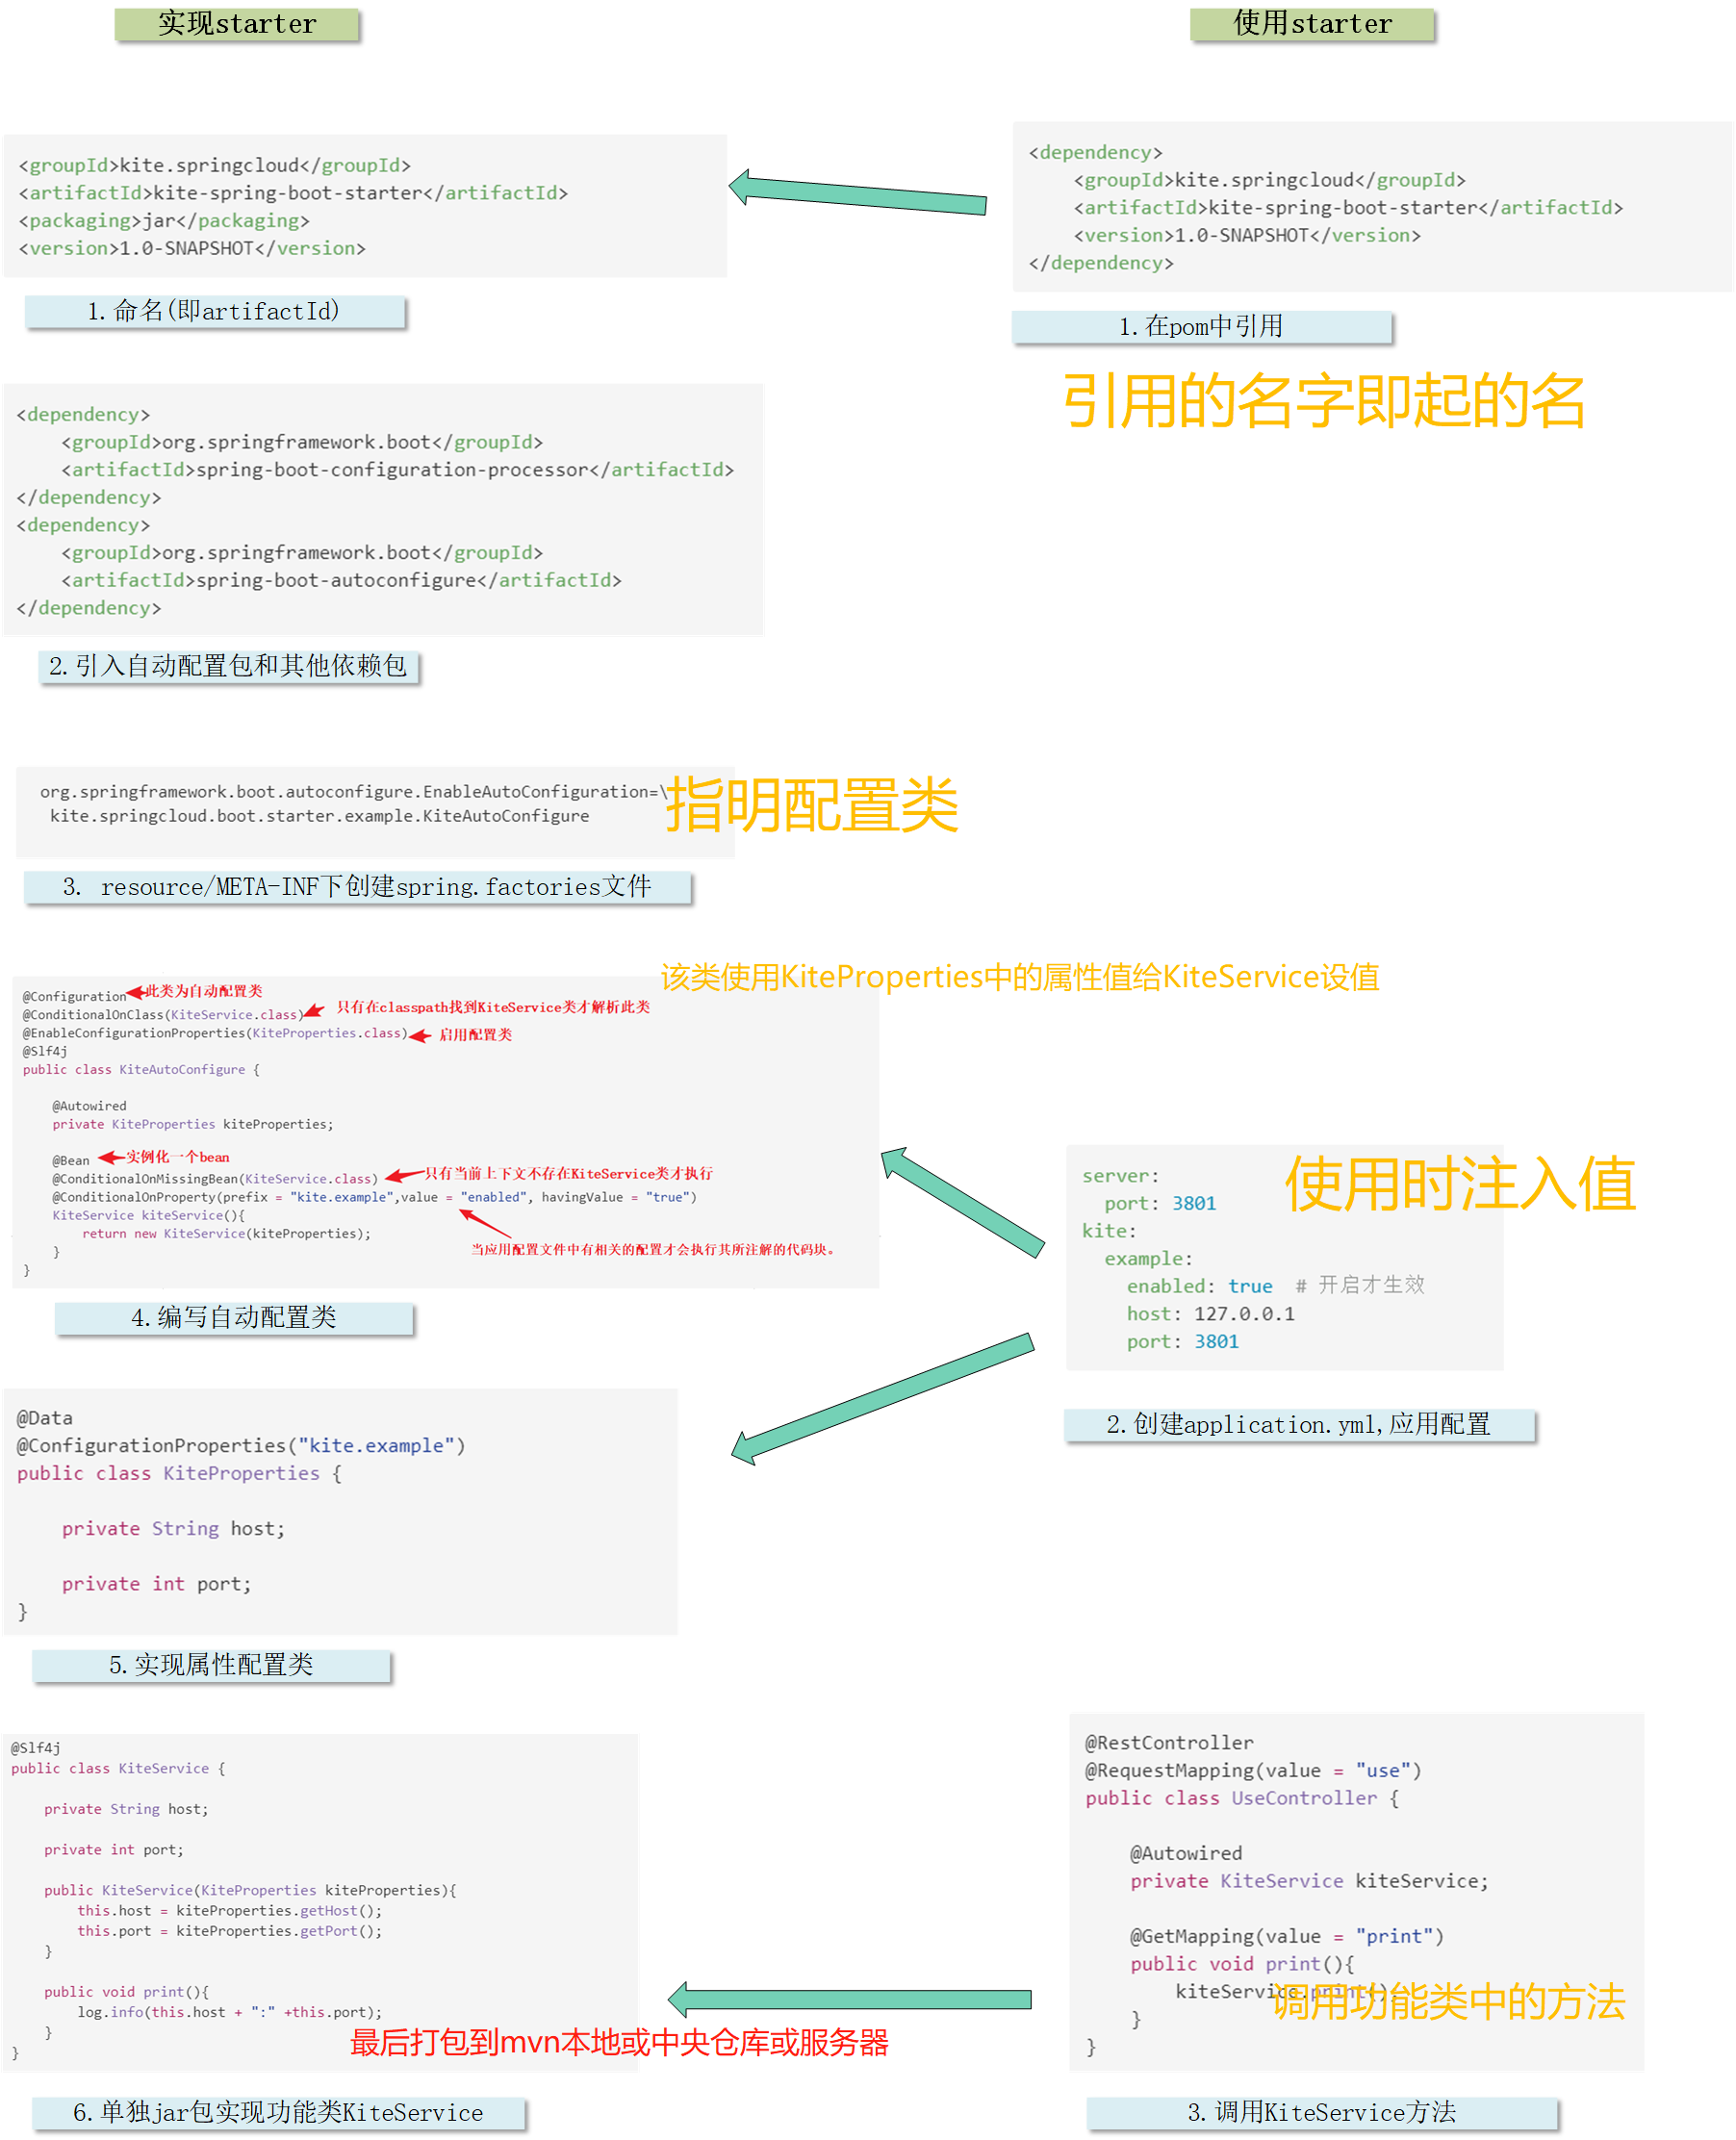 实现starter
使用starter
<groupId>kite.springcloud</groupId>
<artifactId>kite-spring-boot-starter</artifactId>
<packaging>jar</packaging>
<version>1.0-SNAPSHOT</version>
1.命名(即artifactId)
<dependency>
    <groupId>kite.springcloud</groupId>
    <artifactId>kite-spring-boot-starter</artifactId>
    <version>1.0-SNAPSHOT</version>
</dependency>
1.在pom中引用
引用的名字即起的名
<dependency>
    <groupId>org.springframework.boot</groupId>
    <artifactId>spring-boot-configuration-processor</artifactId>
</dependency>
<dependency>
    <groupId>org.springframework.boot</groupId>
    <artifactId>spring-boot-autoconfigure</artifactId>
</dependency>
2.引入自动配置包和其他依赖包
org.springframework.boot.autoconfigure.EnableAutoConfiguration=\
 kite.springcloud.boot.starter.example.KiteAutoConfigure
指明配置类
3. resource/META-INF下创建spring.factories文件
该类使用KiteProperties中的属性值给KiteService设值
@Configuration 此类为自动配置类
@ConditionalOnClass(KiteService.class) 只有在classpath找到KiteService类才解析此类
@EnableConfigurationProperties(KiteProperties.class) 启用配置类
@Slf4j
public class KiteAutoConfigure {
    @Autowired
    private KiteProperties kiteProperties;
    @Bean 实例化一个bean
    @ConditionalOnMissingBean(KiteService.class) 只有当前上下文不存在KiteService类才执行
    @ConditionalOnProperty(prefix = "kite.example",value = "enabled", havingValue = "true")
    KiteService kiteService(){
        return new KiteService(kiteProperties);
    }
当应用配置文件中有相关的配置才会执行其所注解的代码块。
}
4.编写自动配置类
server:
  port: 3801
kite:
  example:
    enabled: true  # 开启才生效
    host: 127.0.0.1
    port: 3801
使用时注入值
2.创建application.yml,应用配置
@Data
@ConfigurationProperties("kite.example")
public class KiteProperties {
    private String host;
    private int port;
}
5.实现属性配置类
@Slf4j
public class KiteService {
    private String host;
    private int port;
    public KiteService(KiteProperties kiteProperties){
        this.host = kiteProperties.getHost();
        this.port = kiteProperties.getPort();
    }
    public void print(){
        log.info(this.host + ":" +this.port);
    }
}
最后打包到mvn本地或中央仓库或服务器
6.单独jar包实现功能类KiteService
@RestController
@RequestMapping(value = "use")
public class UseController {
    @Autowired
    private KiteService kiteService;
    @GetMapping(value = "print")
    public void print(){
        kiteService.print();
    }
}
调用功能类中的方法
3.调用KiteService方法